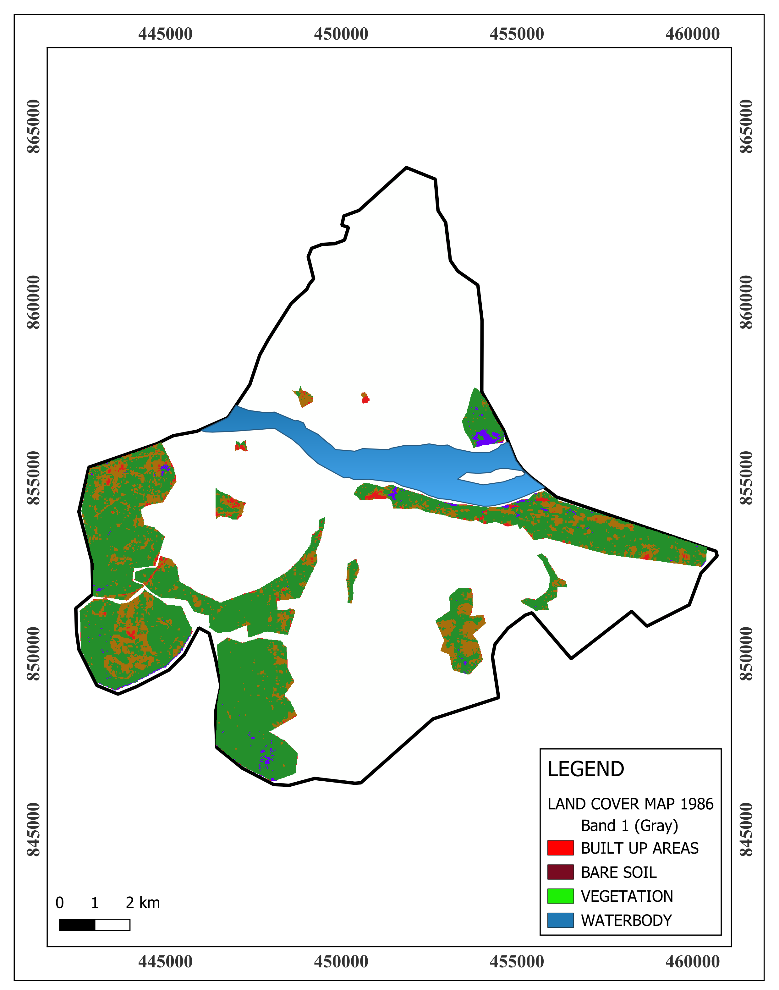 445000 450000 455000 460000
865000 865000
860000 860000
855000 855000
850000 850000
845000 845000
LEGEND
LAND COVER MAP 1986
Band 1 (Gray)
BUILT UP AREAS
BARE SOIL
VEGETATION
WATERBODY
0 1 2 km
445000 450000 455000 460000